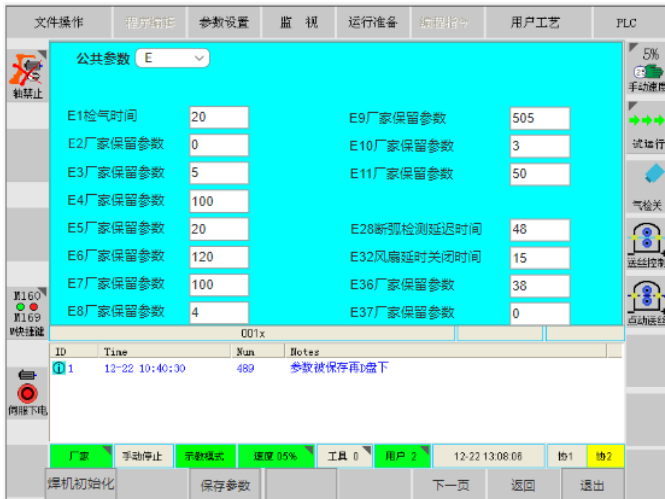 文件操作 程序编辑 参数设置 监 视 运行准备 编程指令 用户工艺 PLC
公共参数 E
5%
手动速度
轴禁止
E1检气时间 20 E9厂家保留参数 505
试运行
E2厂家保留参数 0 E10厂家保留参数 3
E3厂家保留参数 5 E11厂家保留参数 50
气检关
E4厂家保留参数 100
E5厂家保留参数 20 E28断弧检测延迟时间 48
E6厂家保留参数 120 E32风扇延时关闭时间 15
送丝控制
E7厂家保留参数 100 E36厂家保留参数 38
M160
M169
E8厂家保留参数 4 E37厂家保留参数 0
点动送丝
M快捷键
001x
ID Time Num Notes
1 12-22 10:40:30 489 参数被保存再D盘下
伺服下电
厂家 手动停止 示教模式 速度 05% 工具 0 用户 2 12-22 13:08:06 协1 协2
焊机初始化 保存参数 下一页 返回 退出